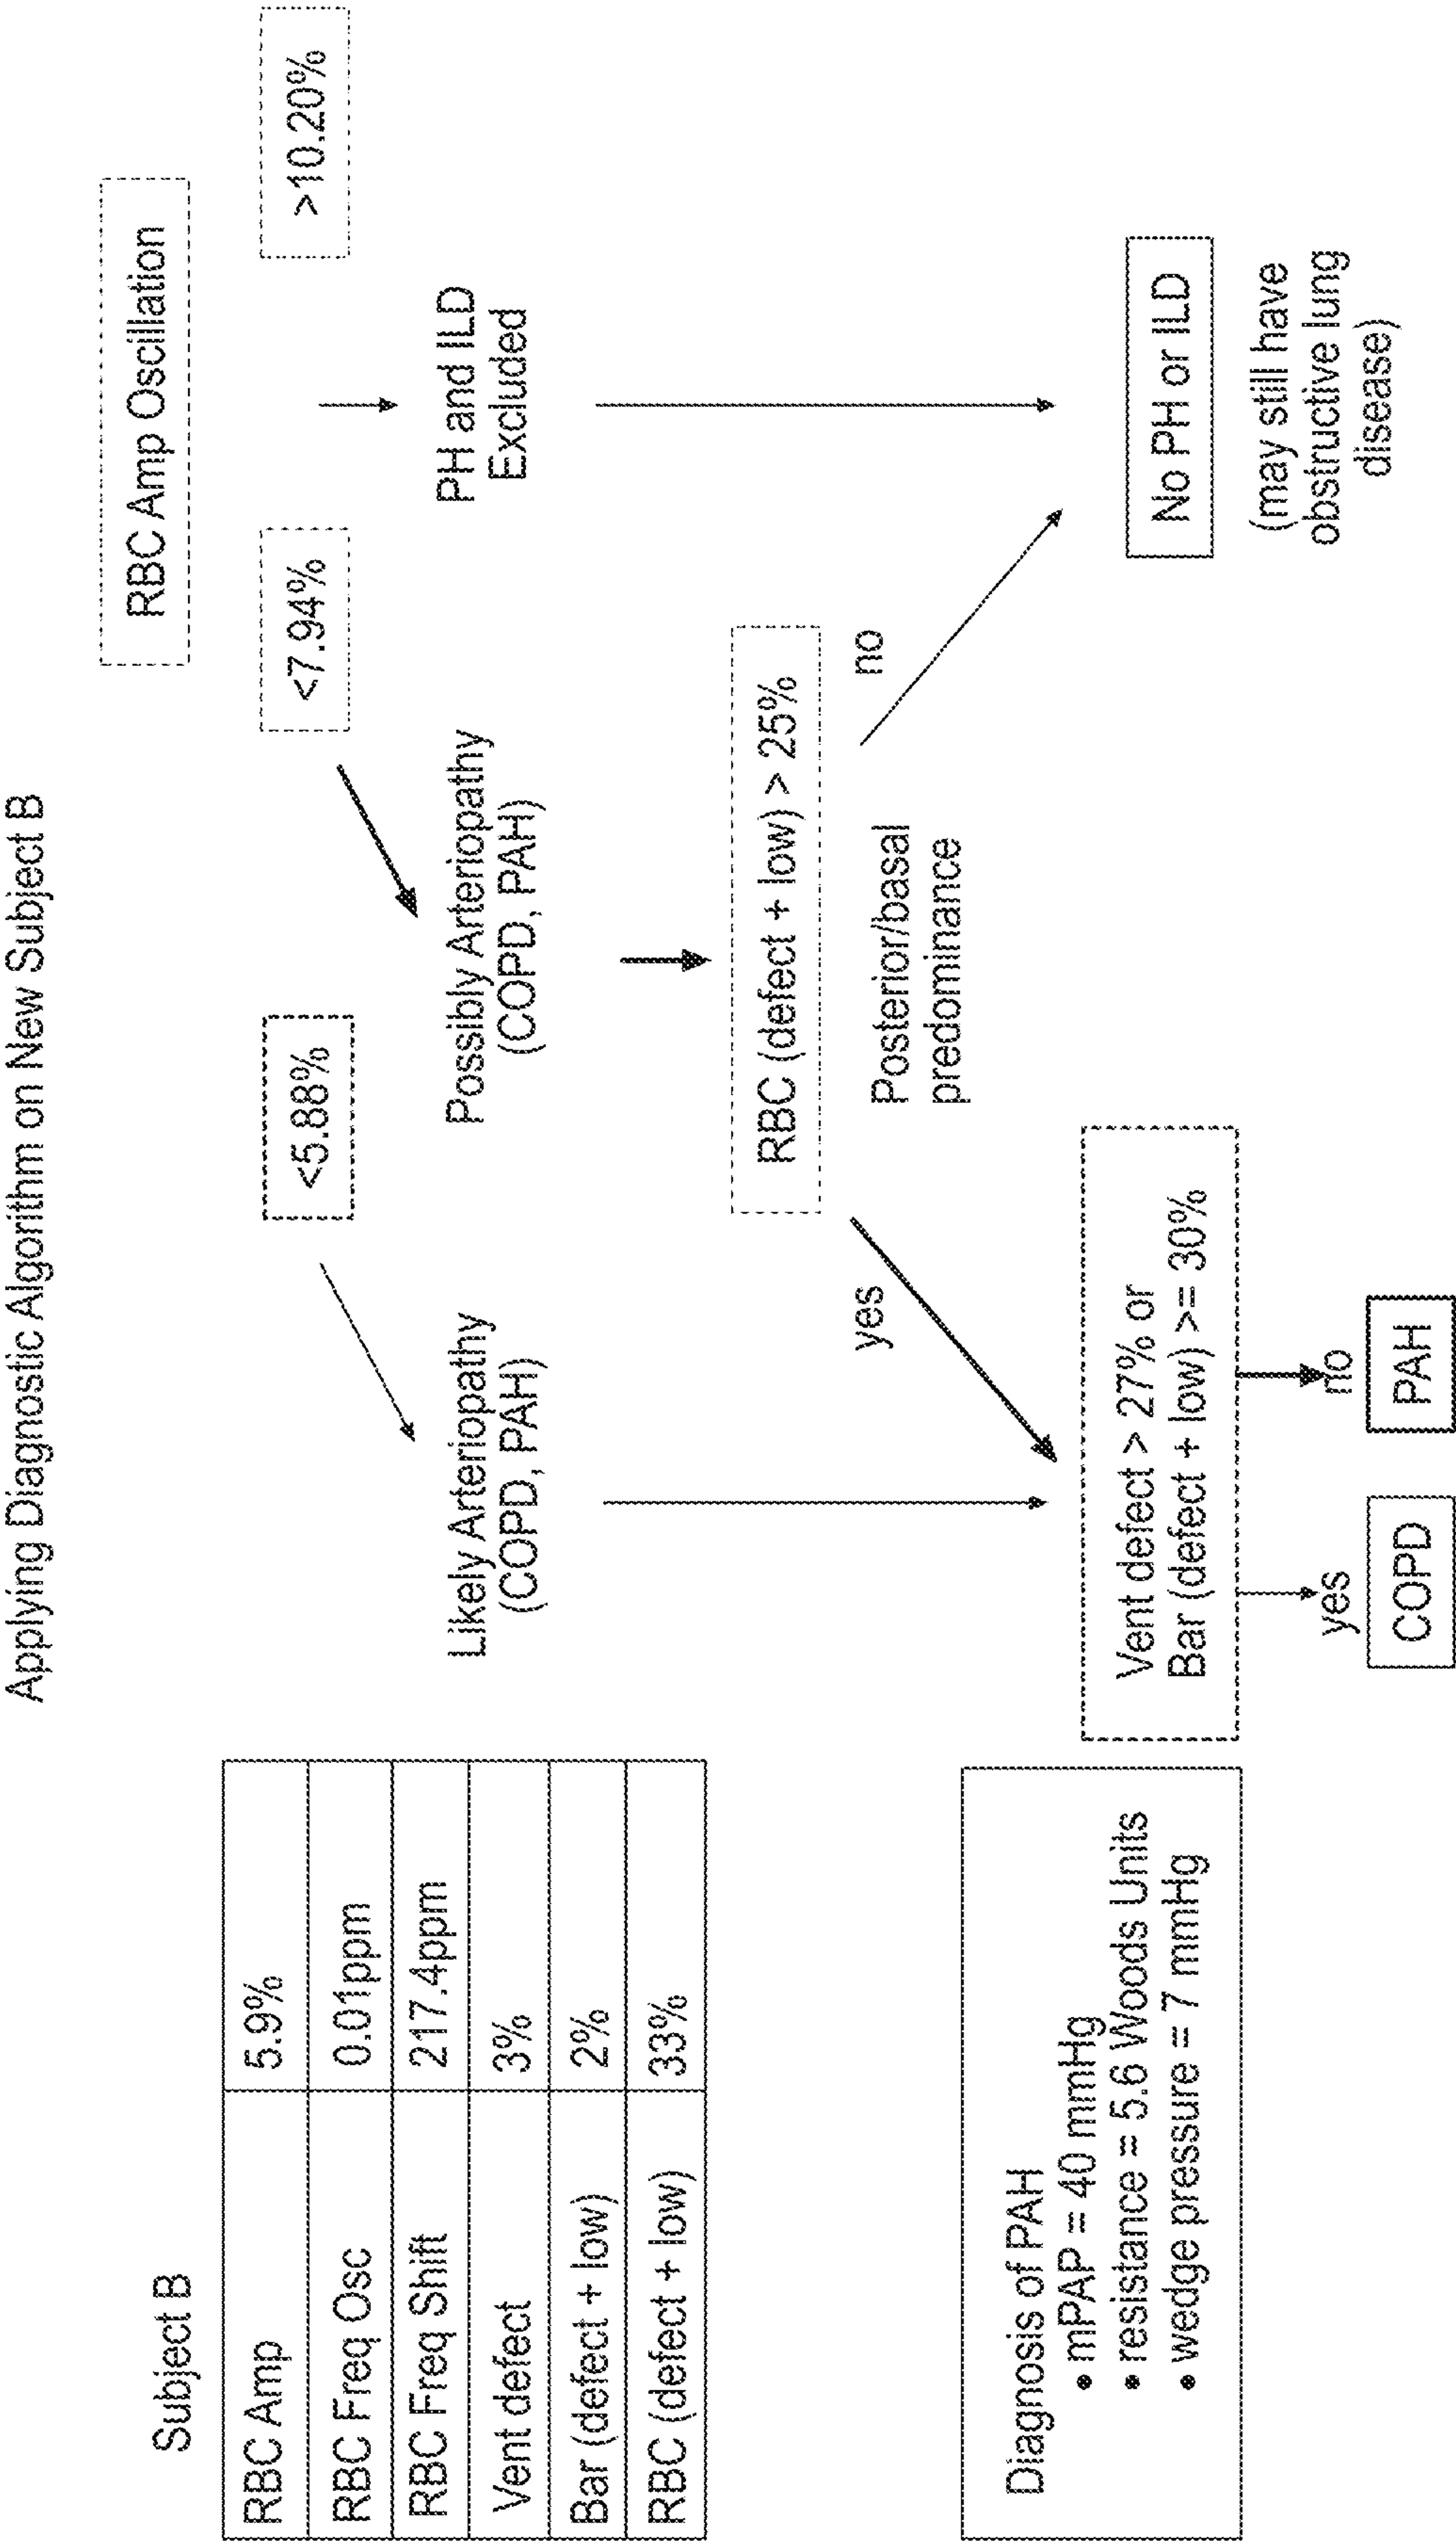 Applying Diagnostic Algorithm on New Subject B
Subject B
RBC Amp 5.9%
RBC Freq Osc 0.01ppm
RBC Freq Shift 217.4ppm
Vent defect 3%
Bar (defect + low) 2%
RBC (defect + low) 33%
Diagnosis of PAH
• mPAP = 40 mmHg
• resistance = 5.6 Woods Units
• wedge pressure = 7 mmHg
RBC Amp Oscillation
<5.88%
<7.94%
>10.20%
Likely Arteriopathy
(COPD, PAH)
Possibly Arteriopathy
(COPD, PAH)
PH and ILD
Excluded
RBC (defect + low) > 25%
yes
Posterior/basal
predominance
no
Vent defect > 27% or
Bar (defect + low) >= 30%
yes
no
COPD
PAH
No PH or ILD
(may still have
obstructive lung
disease)